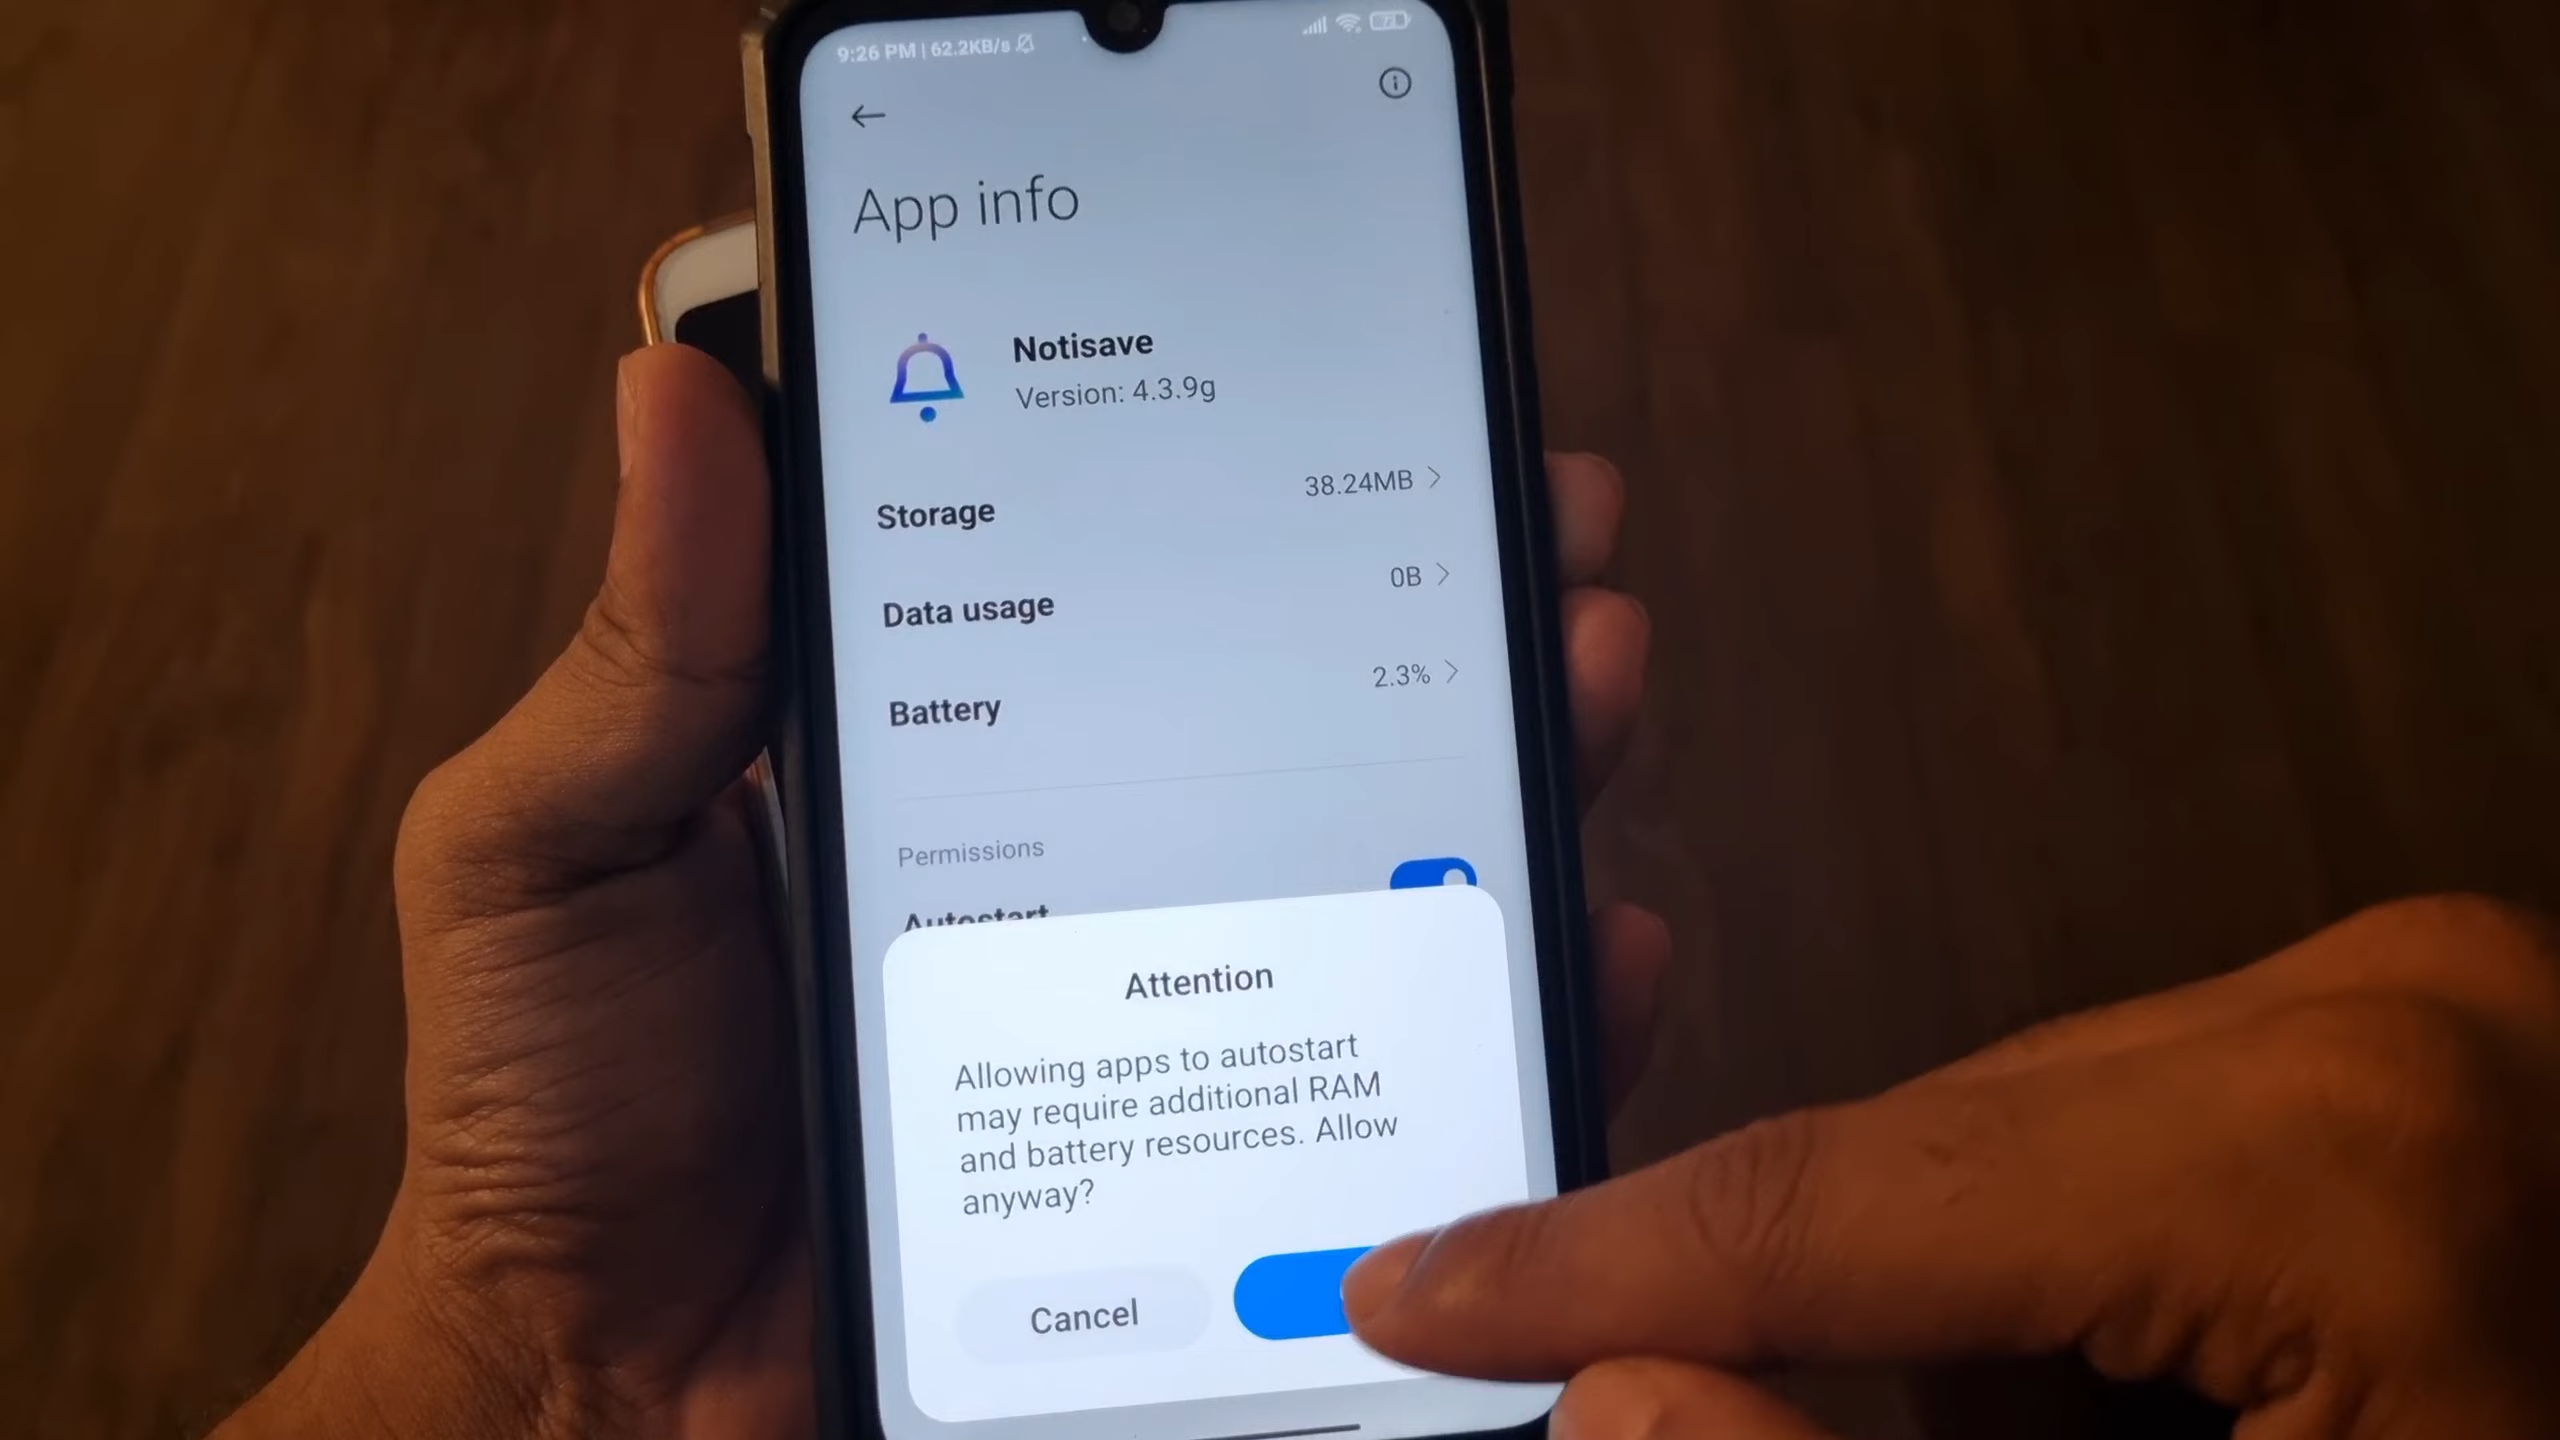 9:26 PM | 62.2KB/s
App info
Notisave
Version: 4.3.9g
Storage
38.24MB
Data usage
0B
Battery
2.3%
Permissions
Autostart
Attention
Allowing apps to autostart
may require additional RAM
and battery resources. Allow
anyway?
Cancel